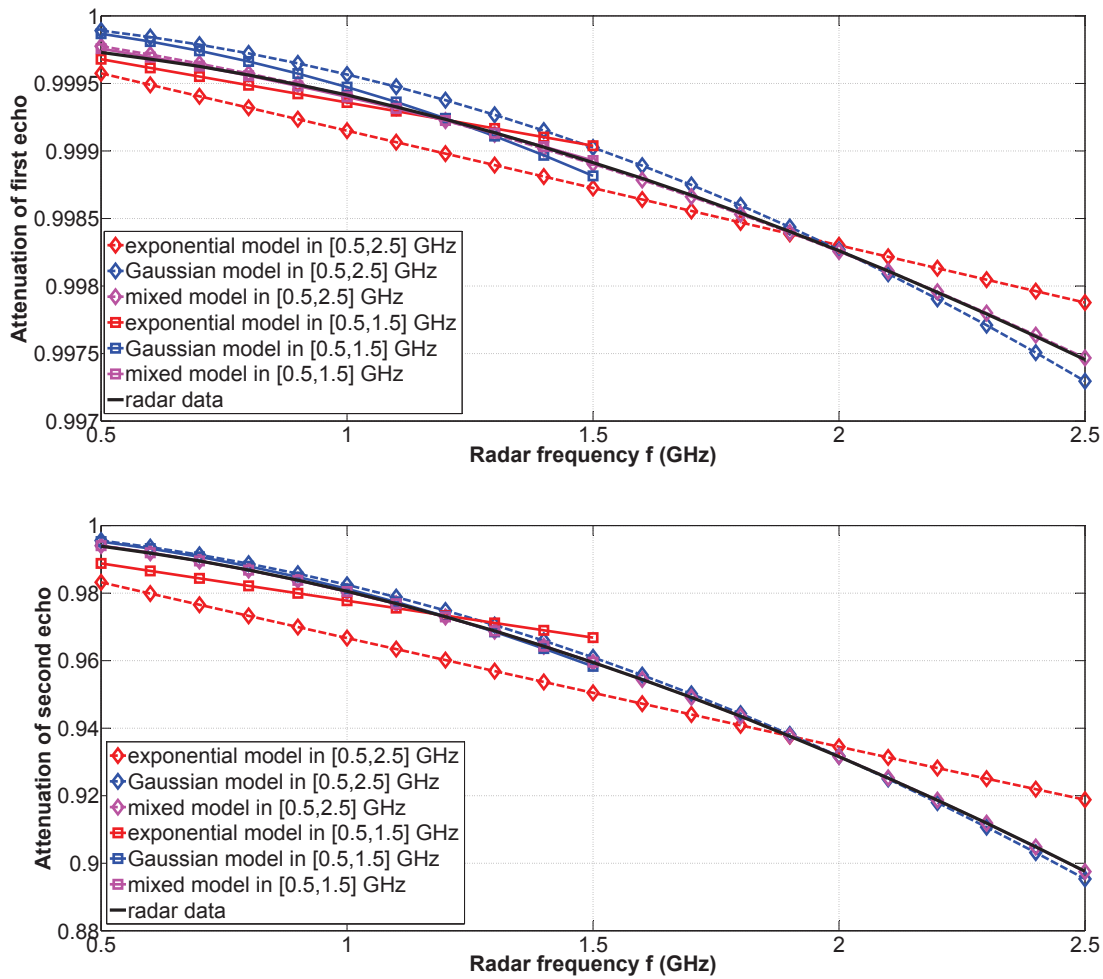 1
0.9995
0.999
0.9985
0.998
0.9975
0.997
Attenuation of first echo
exponential model in [0.5,2.5] GHz
Gaussian model in [0.5,2.5] GHz
mixed model in [0.5,2.5] GHz
exponential model in [0.5,1.5] GHz
Gaussian model in [0.5,1.5] GHz
mixed model in [0.5,1.5] GHz
radar data
0.5 1 1.5 2 2.5
Radar frequency f (GHz)
1
0.98
0.96
0.94
0.92
0.9
0.88
Attenuation of second echo
exponential model in [0.5,2.5] GHz
Gaussian model in [0.5,2.5] GHz
mixed model in [0.5,2.5] GHz
exponential model in [0.5,1.5] GHz
Gaussian model in [0.5,1.5] GHz
mixed model in [0.5,1.5] GHz
radar data
0.5 1 1.5 2 2.5
Radar frequency f (GHz)